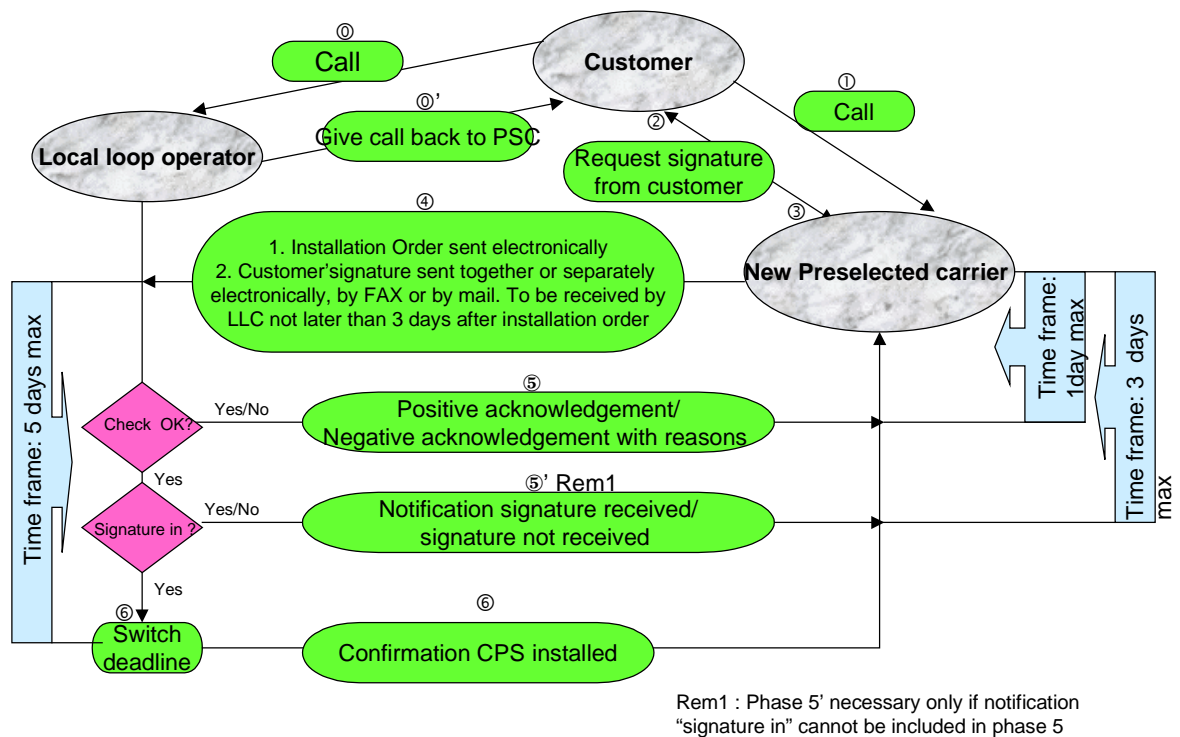 ⓪
Call
Customer
①
Call
⓪'
Give call back to PSC
②
Local loop operator
Request signature
from customer
③
④
1. Installation Order sent electronically
2. Customer'signature sent together or separately
electronically, by FAX or by mail. To be received by
LLC not later than 3 days after installation order
New Preselected carrier
Time frame: 5 days max
Time frame:
1day max
Time frame: 3 days
max
Check OK?
Yes/No
⑤
Positive acknowledgement/
Negative acknowledgement with reasons
Yes
⑤' Rem1
Signature in ?
Yes/No
Notification signature received/
signature not received
Yes
⑥
Switch
deadline
⑥
Confirmation CPS installed
Rem1 : Phase 5' necessary only if notification
“signature in” cannot be included in phase 5